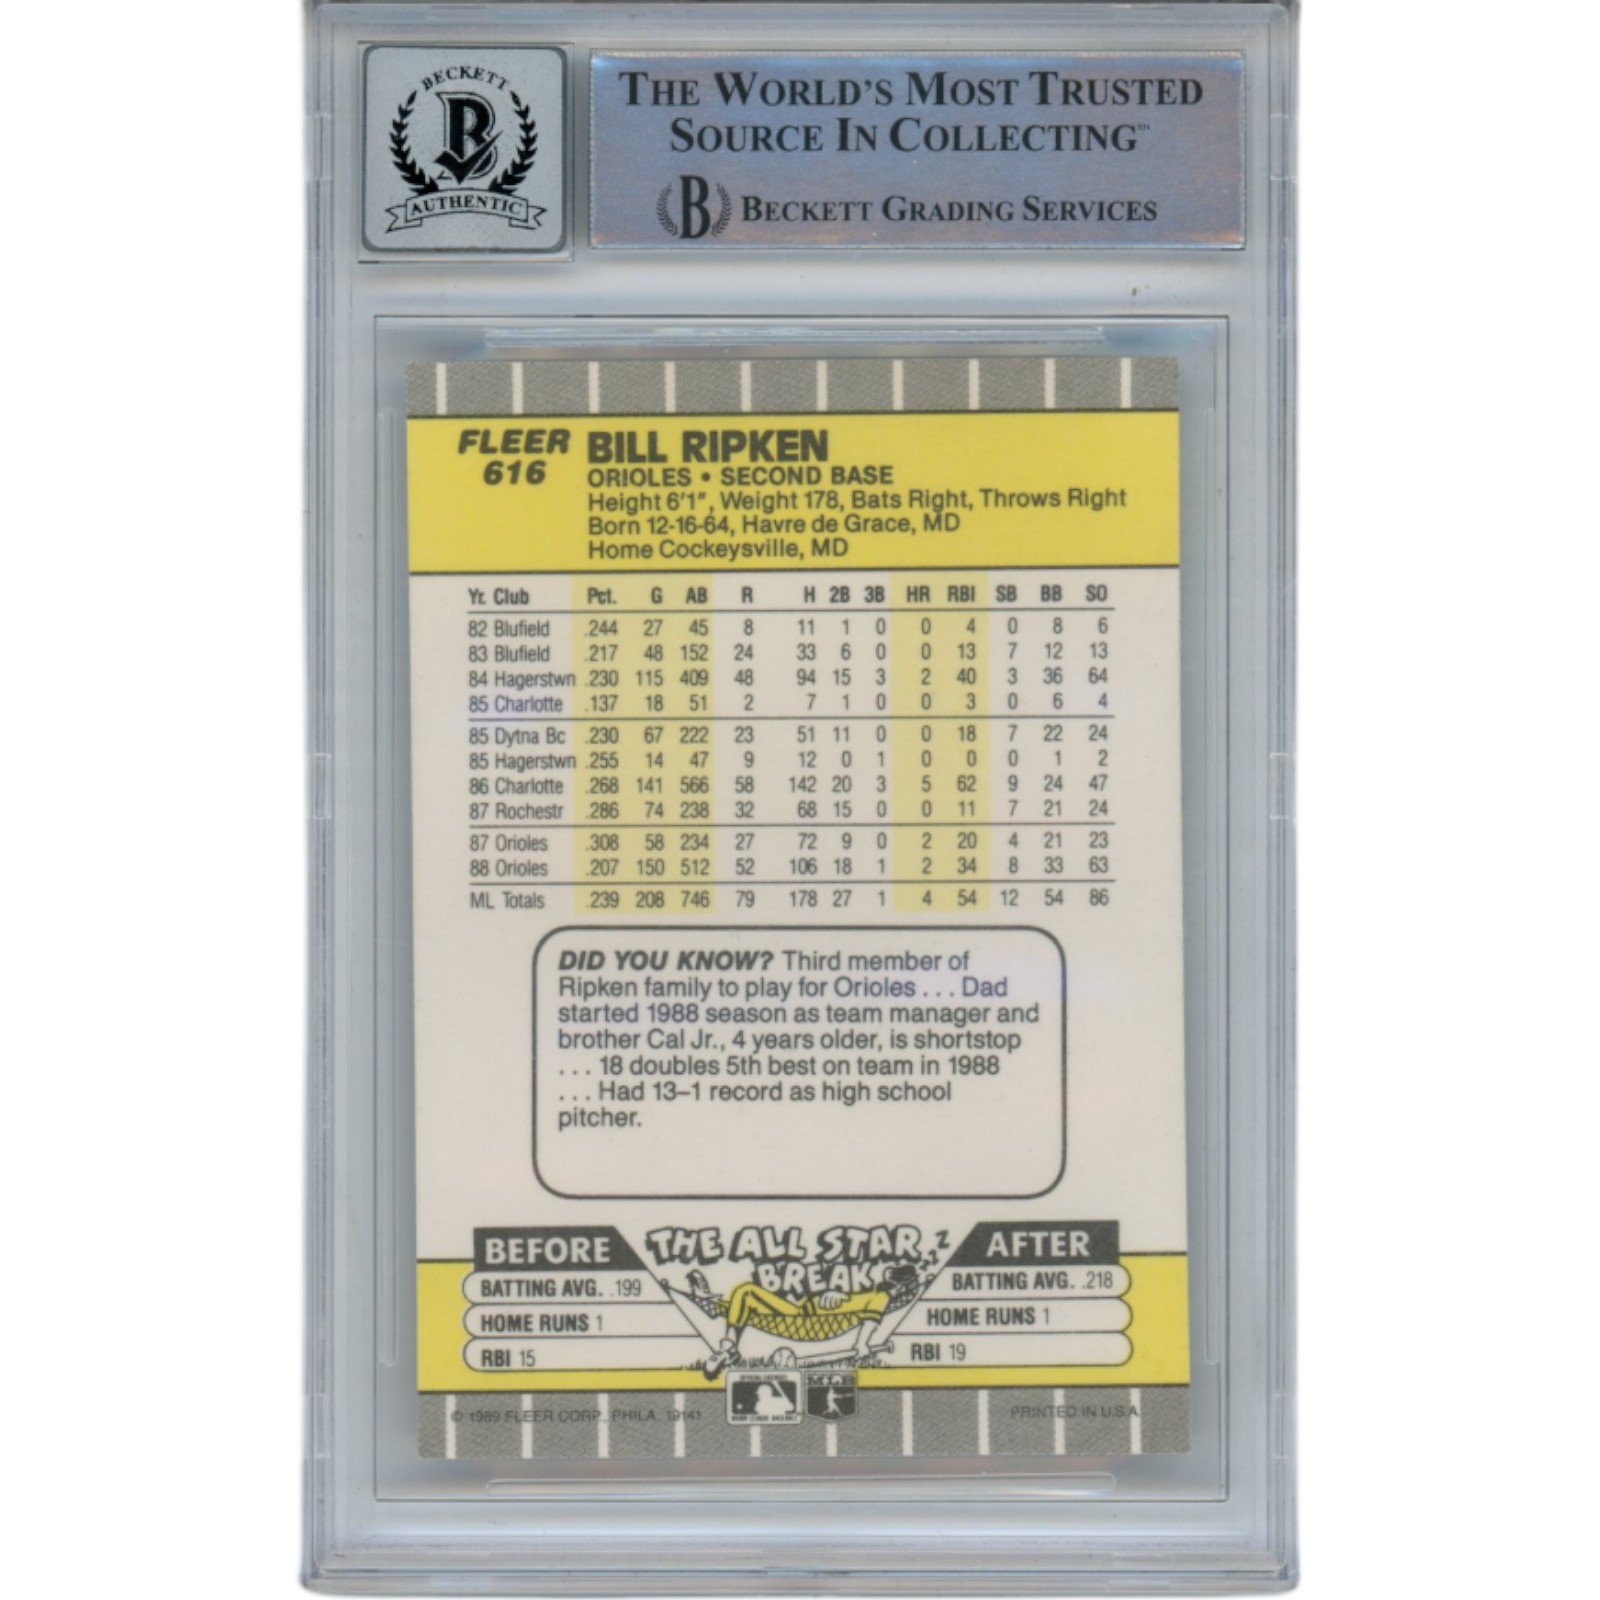 BECKETT
B
AUTHENTIC
THE WORLD'S MOST TRUSTED
SOURCE IN COLLECTING™
B BECKETT GRADING SERVICES
FLEER
616
BILL RIPKEN
ORIOLES • SECOND BASE
Height 6'1", Weight 178, Bats Right, Throws Right
Born 12-16-64, Havre de Grace, MD
Home Cockeysville, MD
Yr. Club Pct. G AB R H 2B 3B HR RBI SB BB SO
82 Blufield .244 27 45 8 11 1 0 0 4 0 8 6
83 Blufield .217 48 152 24 33 6 0 0 13 7 12 13
84 Hagerstwn .230 115 409 48 94 15 3 2 40 3 36 64
85 Charlotte .137 18 51 2 7 1 0 0 3 0 6 4
85 Dytna Bc .230 67 222 23 51 11 0 0 18 7 22 24
85 Hagerstwn .255 14 47 9 12 0 1 0 0 0 1 2
86 Charlotte .268 141 566 58 142 20 3 5 62 9 24 47
87 Rochestr .286 74 238 32 68 15 0 0 11 7 21 24
87 Orioles .308 58 234 27 72 9 0 2 20 4 21 23
88 Orioles .207 150 512 52 106 18 1 2 34 8 33 63
ML Totals .239 208 746 79 178 27 1 4 54 12 54 86
DID YOU KNOW? Third member of
Ripken family to play for Orioles . . . Dad
started 1988 season as team manager and
brother Cal Jr., 4 years older, is shortstop
. . . 18 doubles 5th best on team in 1988
. . . Had 13–1 record as high school
pitcher.
BEFORE
BATTING AVG. .199
HOME RUNS 1
RBI 15
THE ALL STAR
BREAK
ZZZ
AFTER
BATTING AVG. .218
HOME RUNS 1
RBI 19
MLB
© 1989 FLEER CORP., PHILA. 19141
PRINTED IN U.S.A.